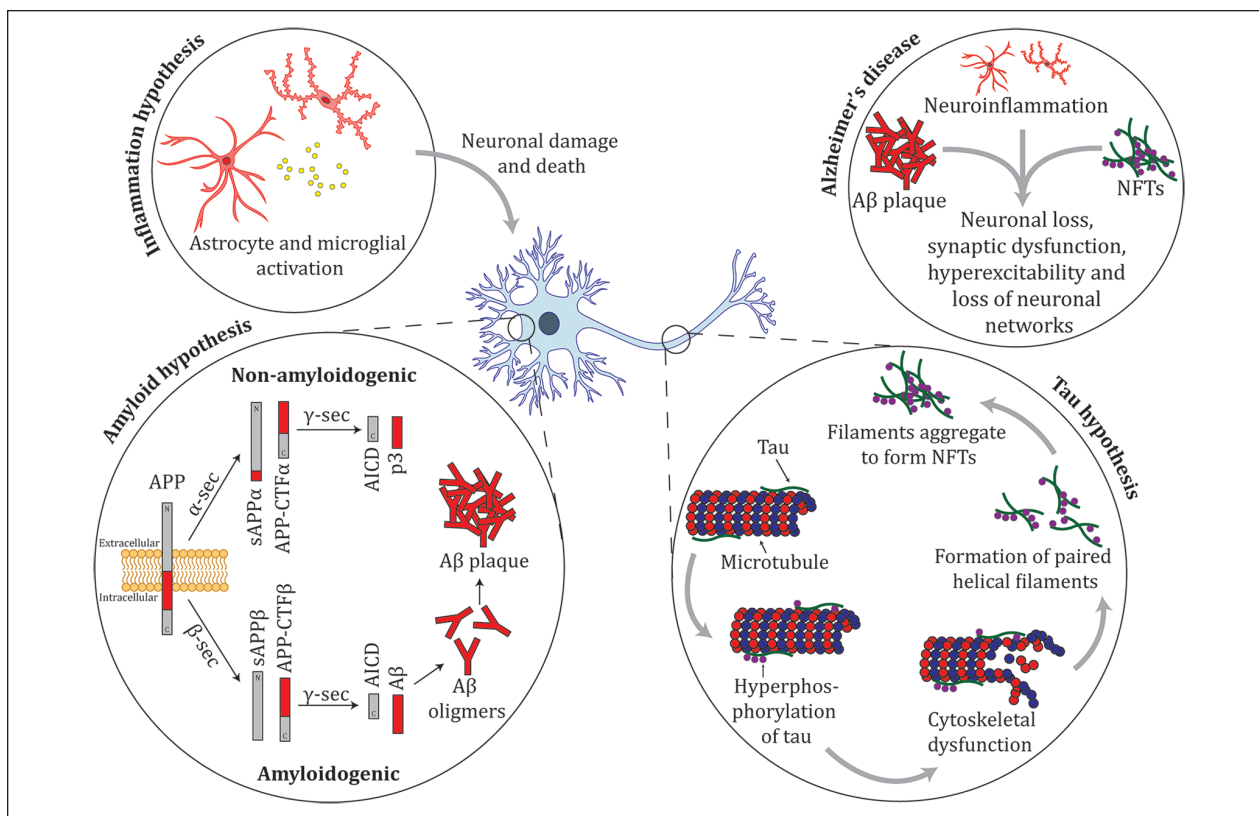 Inflammation hypothesis
Astrocyte and microglial
activation
Neuronal damage
and death
Alzheimer's disease
Neuroinflammation
Aβ plaque
NFTs
Neuronal loss,
synaptic dysfunction,
hyperexcitability and
loss of neuronal
networks
Amyloid hypothesis
Non-amyloidogenic
APP
N
C
Extracellular
Intracellular
α-sec
N
sAPPα
C
APP-CTFα
γ-sec
C
AICD
p3
β-sec
sAPPβ
N
APP-CTFβ
C
γ-sec
AICD
C
Aβ
Aβ
oligmers
Aβ plaque
Amyloidogenic
Tau hypothesis
Tau
Microtubule
Hyperphos-
phorylation
of tau
Cytoskeletal
dysfunction
Formation of paired
helical filaments
Filaments aggregate
to form NFTs